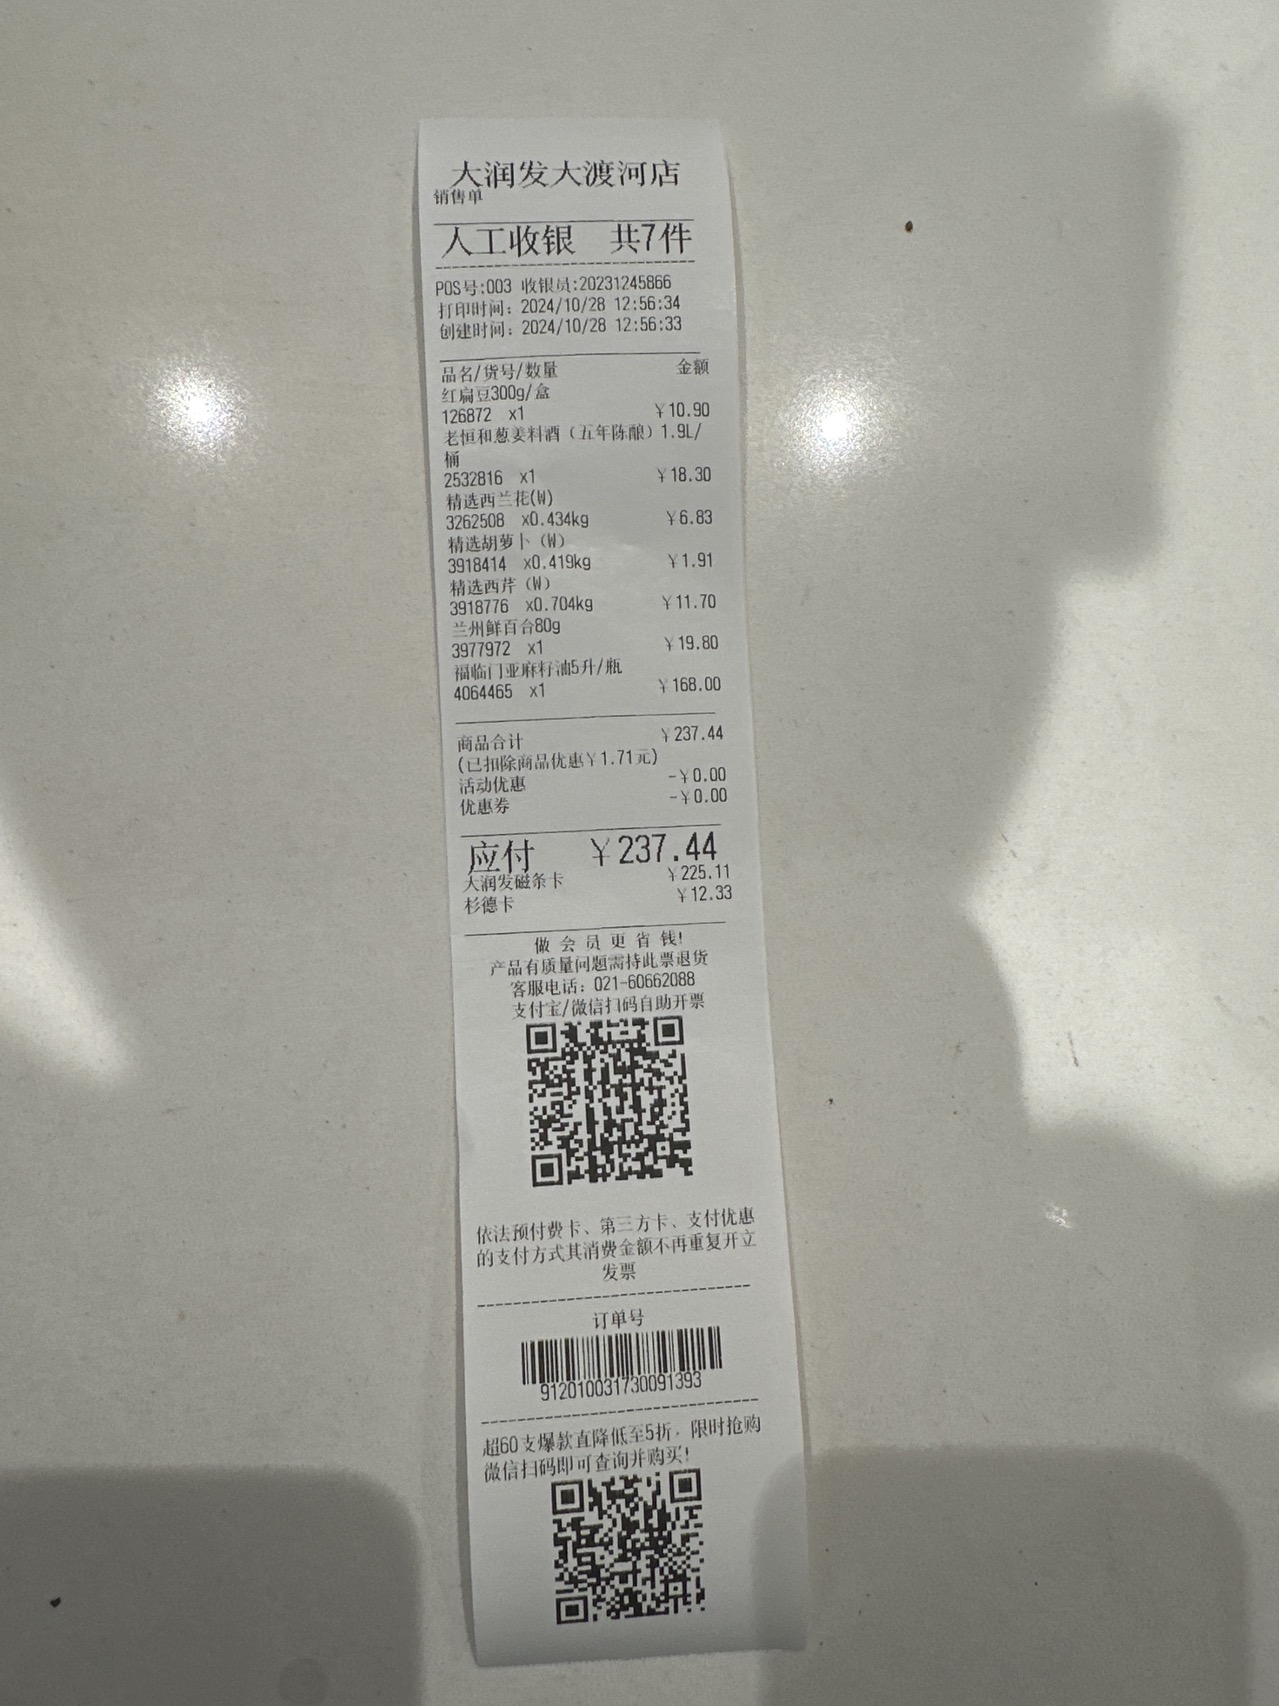 大润发大渡河店
销售单
人工收银 共7件
POS号:003 收银员:20231245866
打印时间: 2024/10/28 12:56:34
创建时间: 2024/10/28 12:56:33
品名/货号/数量 金额
红扁豆300g/盒
126872 x1 ￥10.90
老恒和葱姜料酒（五年陈酿）1.9L/
桶
2532816 x1 ￥18.30
精选西兰花(W)
3262508 x0.434kg ￥6.83
精选胡萝卜（W）
3918414 x0.419kg ￥1.91
精选西芹（W）
3918776 x0.704kg ￥11.70
兰州鲜百合80g
3977972 x1 ￥19.80
福临门亚麻籽油5升/瓶
4064465 x1 ￥168.00
商品合计 ￥237.44
(已扣除商品优惠￥1.71元)
活动优惠 -￥0.00
优惠券 -￥0.00
应付 ￥237.44
大润发磁条卡 ￥225.11
杉德卡 ￥12.33
做 会 员 更 省 钱!
产品有质量问题需持此票退货
客服电话: 021-60662088
支付宝/微信扫码自助开票
依法预付费卡、第三方卡、支付优惠
的支付方式其消费金额不再重复开立
发票
订单号
912010031730091393
超60支爆款直降低至5折，限时抢购
微信扫码即可查询并购买!